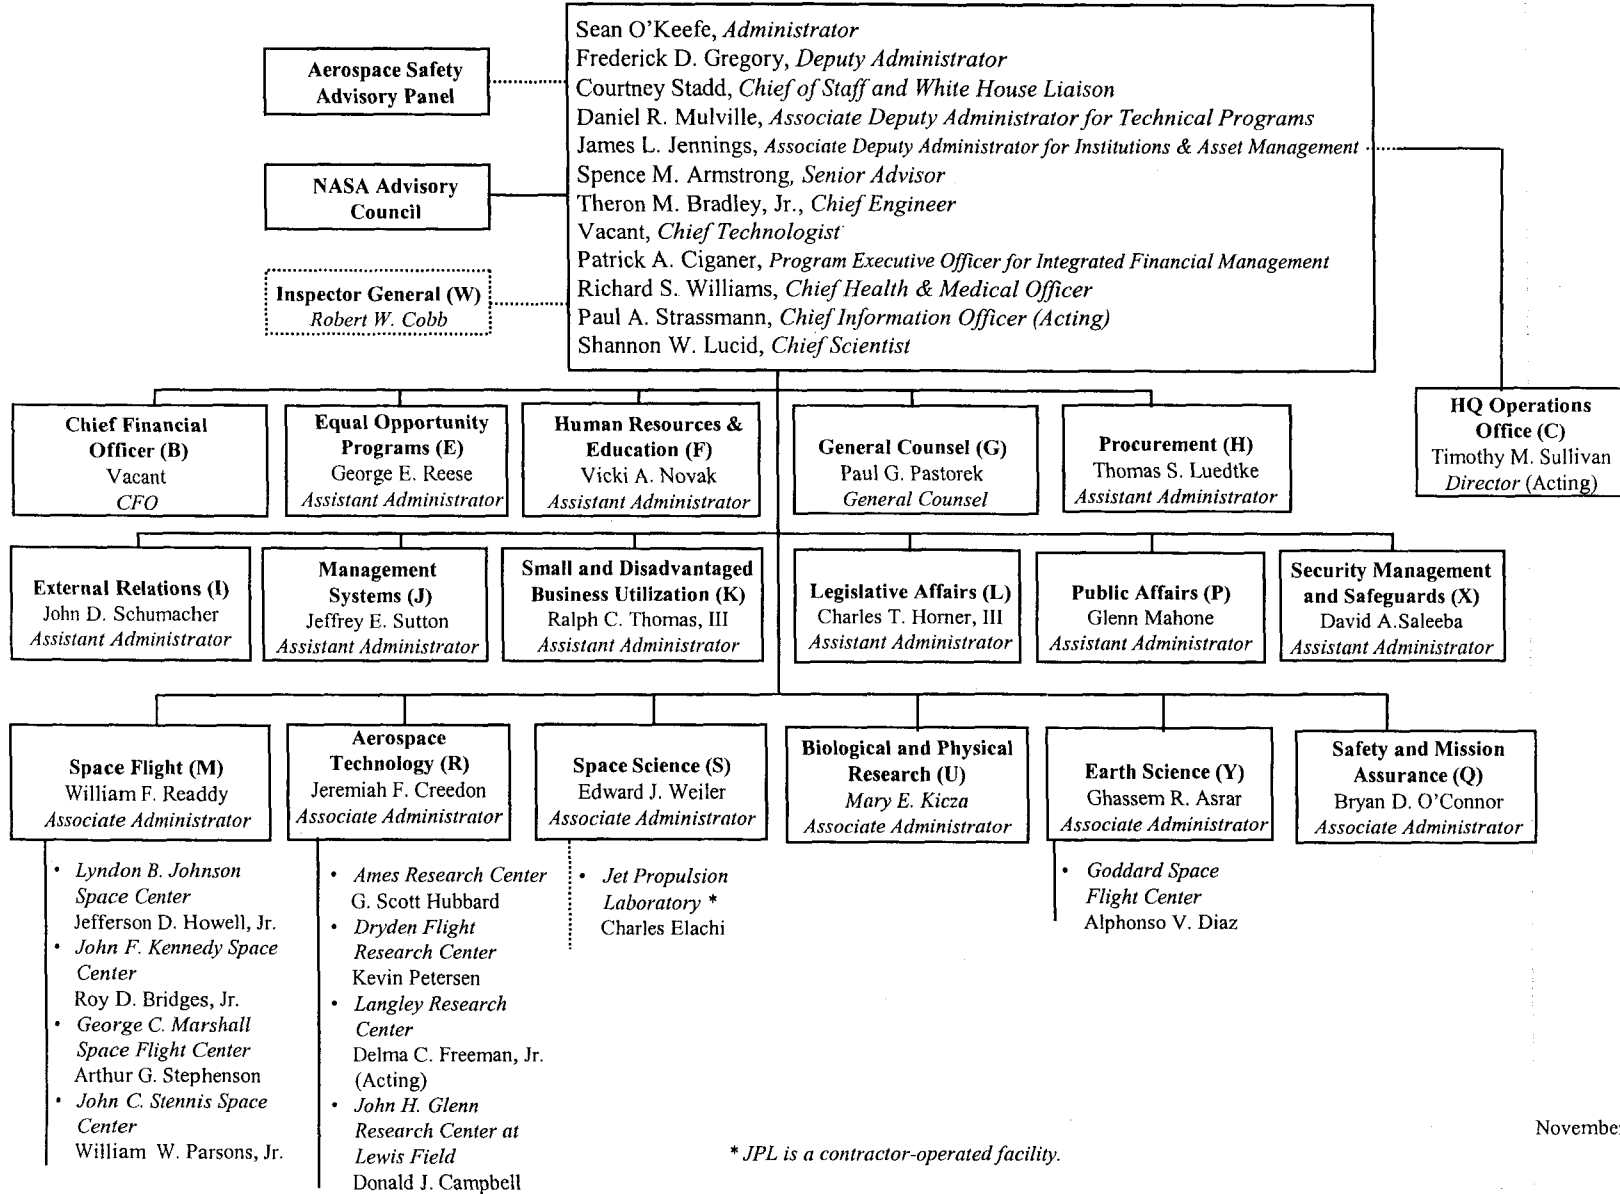 Sean O'Keefe, Administrator
Frederick D. Gregory, Deputy Administrator
Courtney Stadd, Chief of Staff and White House Liaison
Daniel R. Mulville, Associate Deputy Administrator for Technical Programs
James L. Jennings, Associate Deputy Administrator for Institutions & Asset Management
Spence M. Armstrong, Senior Advisor
Theron M. Bradley, Jr., Chief Engineer
Vacant, Chief Technologist
Patrick A. Ciganer, Program Executive Officer for Integrated Financial Management
Richard S. Williams, Chief Health & Medical Officer
Paul A. Strassmann, Chief Information Officer (Acting)
Shannon W. Lucid, Chief Scientist
Aerospace Safety
Advisory Panel
NASA Advisory
Council
Inspector General (W)
Robert W. Cobb
Chief Financial
Officer (B)
Vacant
CFO
Equal Opportunity
Programs (E)
George E. Reese
Assistant Administrator
Human Resources &
Education (F)
Vicki A. Novak
Assistant Administrator
General Counsel (G)
Paul G. Pastorek
General Counsel
Procurement (H)
Thomas S. Luedtke
Assistant Administrator
HQ Operations
Office (C)
Timothy M. Sullivan
Director (Acting)
External Relations (I)
John D. Schumacher
Assistant Administrator
Management
Systems (J)
Jeffrey E. Sutton
Assistant Administrator
Small and Disadvantaged
Business Utilization (K)
Ralph C. Thomas, III
Assistant Administrator
Legislative Affairs (L)
Charles T. Horner, III
Assistant Administrator
Public Affairs (P)
Glenn Mahone
Assistant Administrator
Security Management
and Safeguards (X)
David A.Saleeba
Assistant Administrator
Space Flight (M)
William F. Readdy
Associate Administrator
Aerospace
Technology (R)
Jeremiah F. Creedon
Associate Administrator
Space Science (S)
Edward J. Weiler
Associate Administrator
Biological and Physical
Research (U)
Mary E. Kicza
Associate Administrator
Earth Science (Y)
Ghassem R. Asrar
Associate Administrator
Safety and Mission
Assurance (Q)
Bryan D. O'Connor
Associate Administrator
• Lyndon B. Johnson
Space Center
Jefferson D. Howell, Jr.
• John F. Kennedy Space
Center
Roy D. Bridges, Jr.
• George C. Marshall
Space Flight Center
Arthur G. Stephenson
• John C. Stennis Space
Center
William W. Parsons, Jr.
• Ames Research Center
G. Scott Hubbard
• Dryden Flight
Research Center
Kevin Petersen
• Langley Research
Center
Delma C. Freeman, Jr.
(Acting)
• John H. Glenn
Research Center at
Lewis Field
Donald J. Campbell
• Jet Propulsion
Laboratory *
Charles Elachi
• Goddard Space
Flight Center
Alphonso V. Diaz
* JPL is a contractor-operated facility.